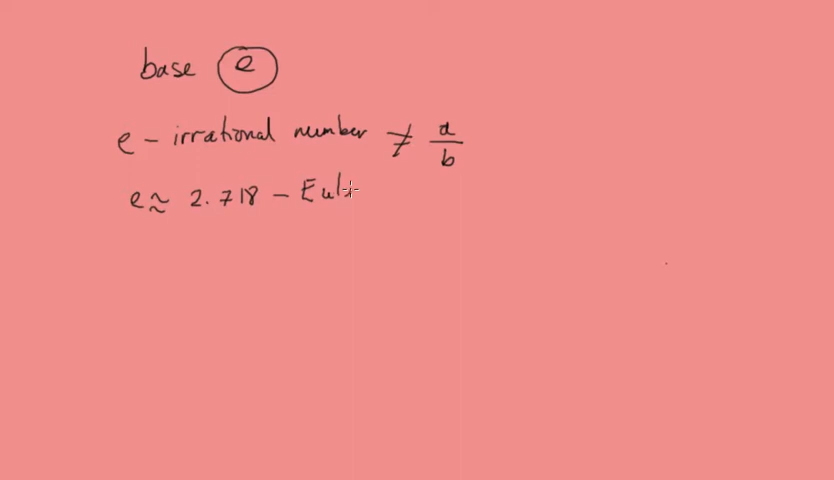 base e
e - irrational number ≠ a/b
e ≈ 2.718 - Eul